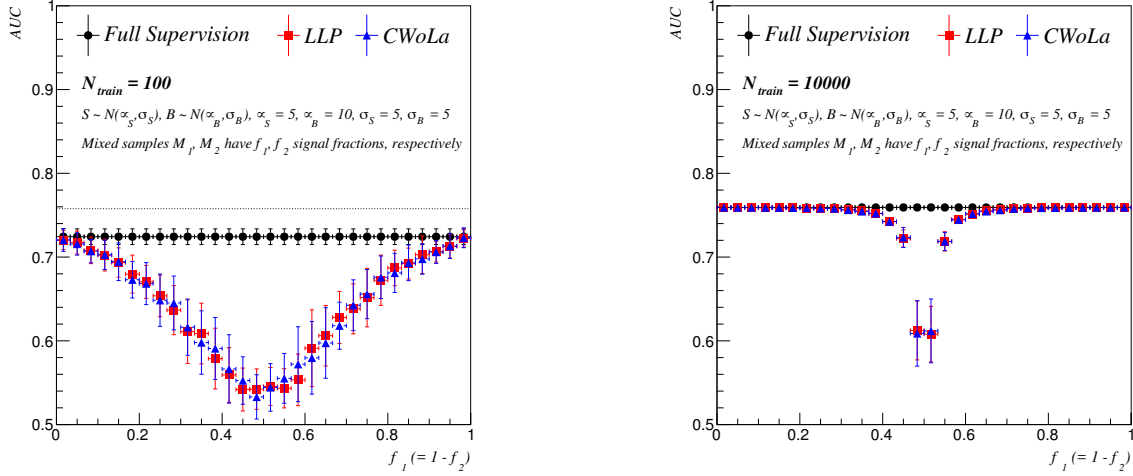 AUC
1
0.9
0.8
0.7
0.6
0.5
0
0.2
0.4
0.6
0.8
1
f_1 (= 1 - f_2)
Full Supervision LLP CWoLa
N_train = 100
S ~ N(∝_S,σ_S), B ~ N(∝_B,σ_B), ∝_S = 5, ∝_B = 10, σ_S = 5, σ_B = 5
Mixed samples M_1, M_2 have f_1, f_2 signal fractions, respectively
AUC
1
0.9
0.8
0.7
0.6
0.5
0
0.2
0.4
0.6
0.8
1
f_1 (= 1 - f_2)
Full Supervision LLP CWoLa
N_train = 10000
S ~ N(∝_S,σ_S), B ~ N(∝_B,σ_B), ∝_S = 5, ∝_B = 10, σ_S = 5, σ_B = 5
Mixed samples M_1, M_2 have f_1, f_2 signal fractions, respectively